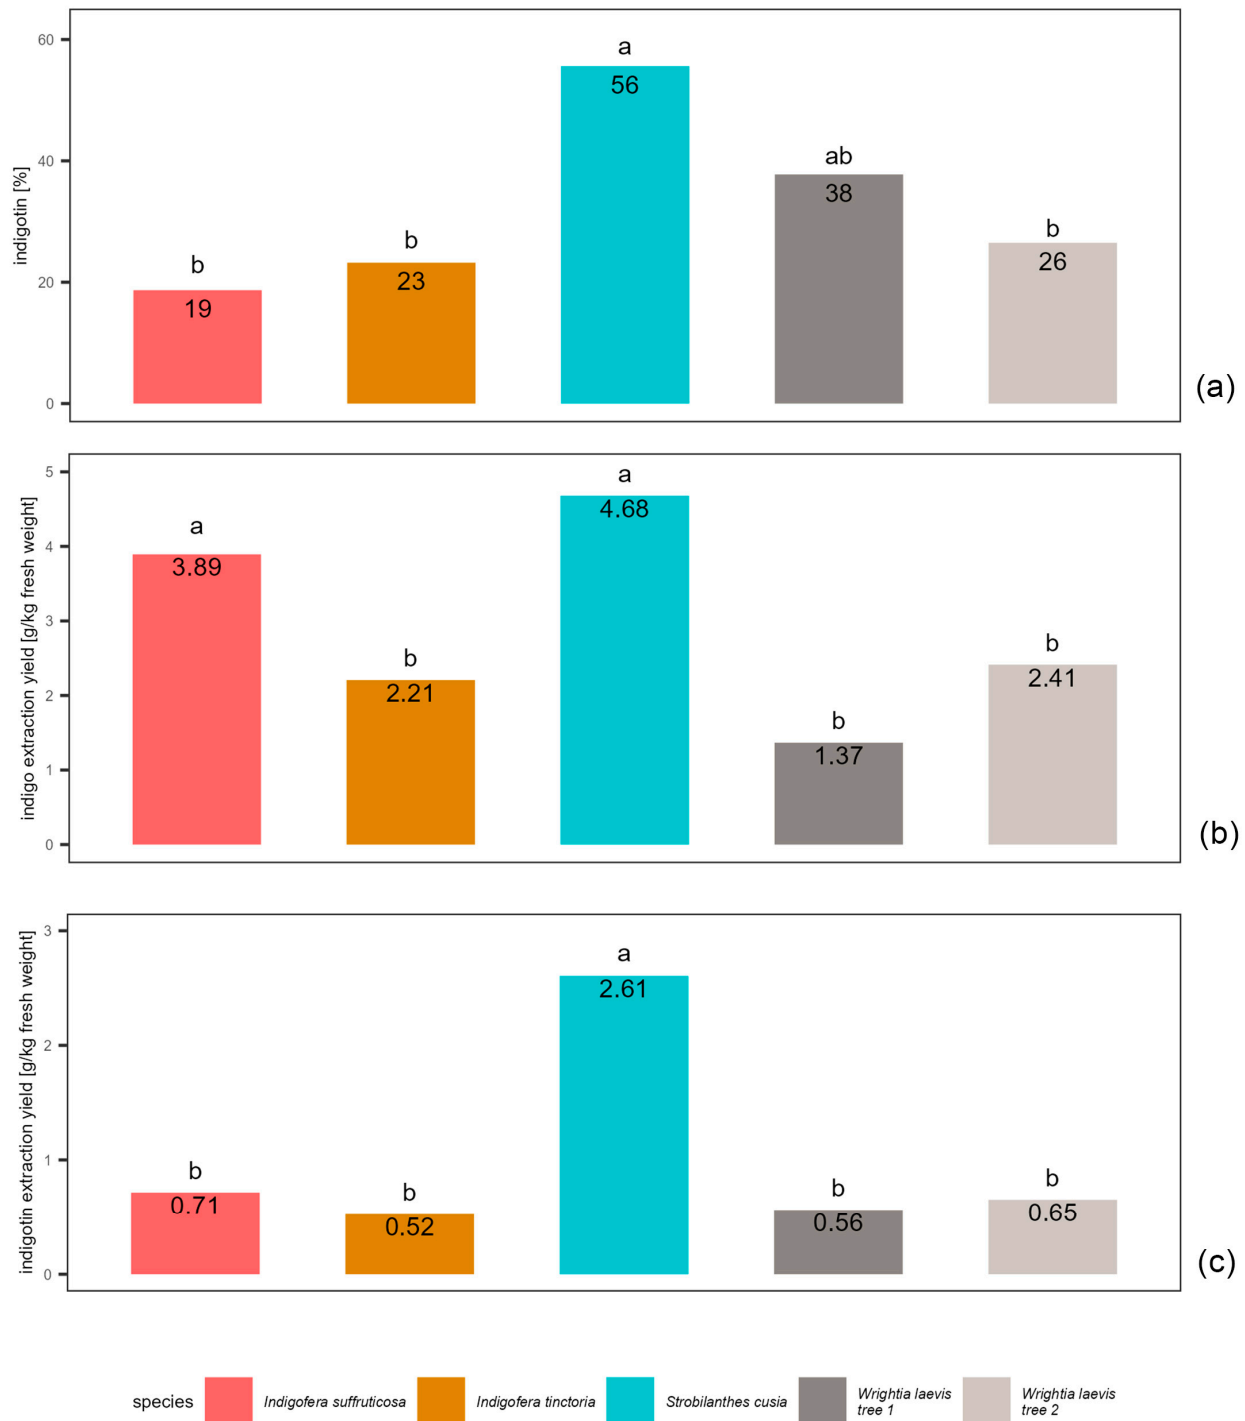 60
40
20
0
indigotin [%]
b
19
b
23
a
56
ab
38
b
26
(a)
5
4
3
2
1
0
indigo extraction yield [g/kg fresh weight]
a
3.89
b
2.21
a
4.68
b
1.37
b
2.41
(b)
3
2
1
0
indigotin extraction yield [g/kg fresh weight]
b
0.71
b
0.52
a
2.61
b
0.56
b
0.65
(c)
species
Indigofera suffruticosa
Indigofera tinctoria
Strobilanthes cusia
Wrightia laevis
tree 1
Wrightia laevis
tree 2